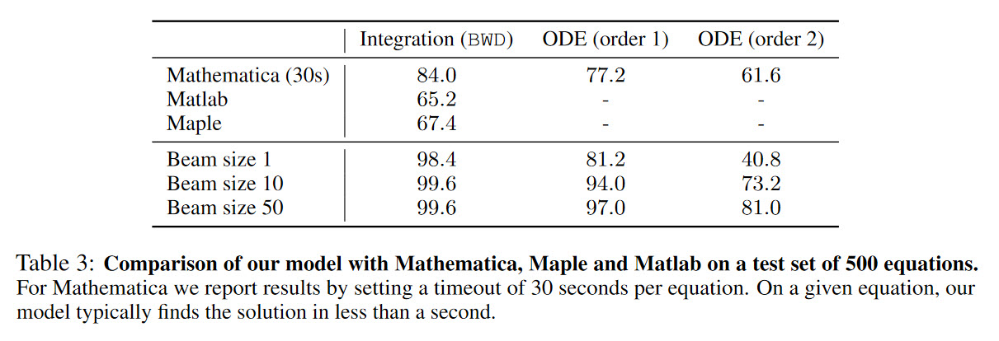 Integration (BWD) ODE (order 1) ODE (order 2)
Mathematica (30s) 84.0 77.2 61.6
Matlab 65.2 - -
Maple 67.4 - -
Beam size 1 98.4 81.2 40.8
Beam size 10 99.6 94.0 73.2
Beam size 50 99.6 97.0 81.0
Table 3: Comparison of our model with Mathematica, Maple and Matlab on a test set of 500 equations.
For Mathematica we report results by setting a timeout of 30 seconds per equation. On a given equation, our
model typically finds the solution in less than a second.